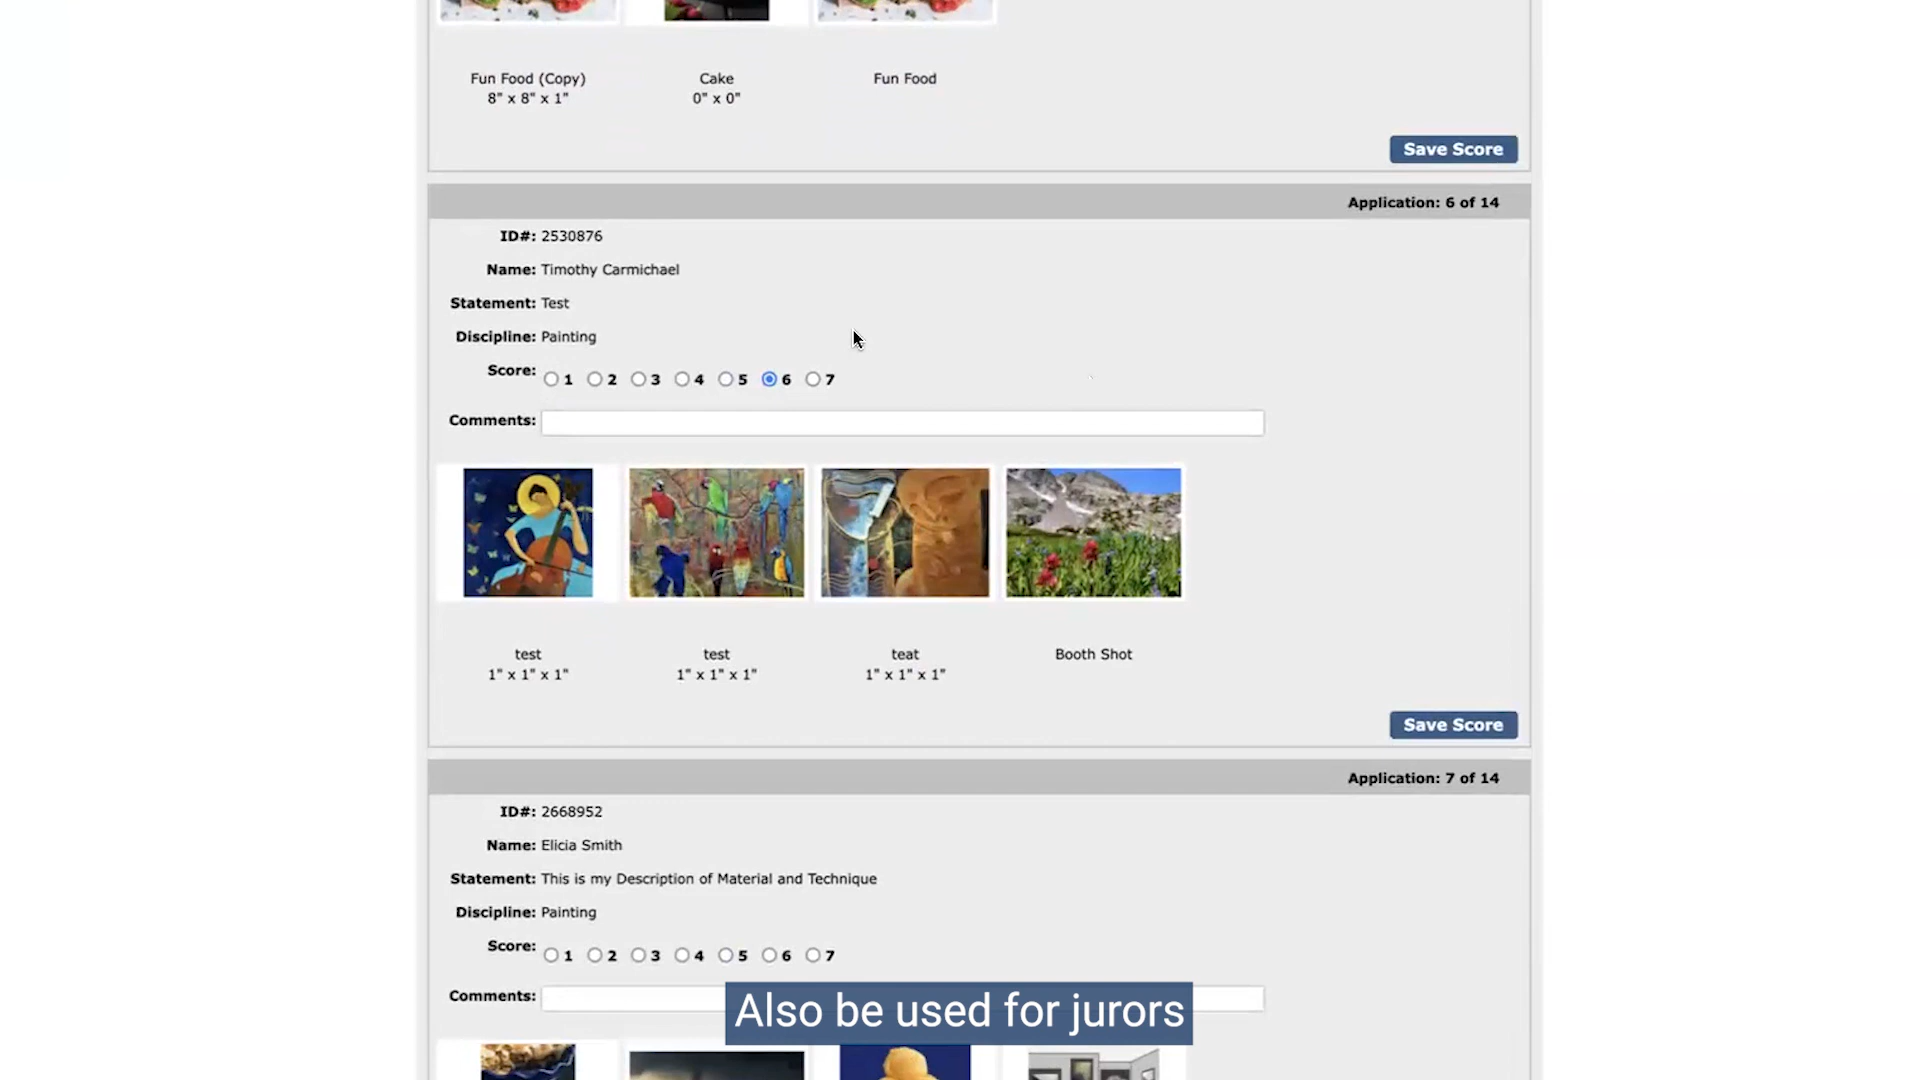 Fun Food (Copy)
8" x 8" x 1"
Cake
0" x 0"
Fun Food
Save Score
Application: 6 of 14
ID#: 2530876
Name: Timothy Carmichael
Statement: Test
Discipline: Painting
Score: 1 2 3 4 5 6 7
Comments:
test
1" x 1" x 1"
test
1" x 1" x 1"
teat
1" x 1" x 1"
Booth Shot
Save Score
Application: 7 of 14
ID#: 2668952
Name: Elicia Smith
Statement: This is my Description of Material and Technique
Discipline: Painting
Score: 1 2 3 4 5 6 7
Comments:
Also be used for jurors